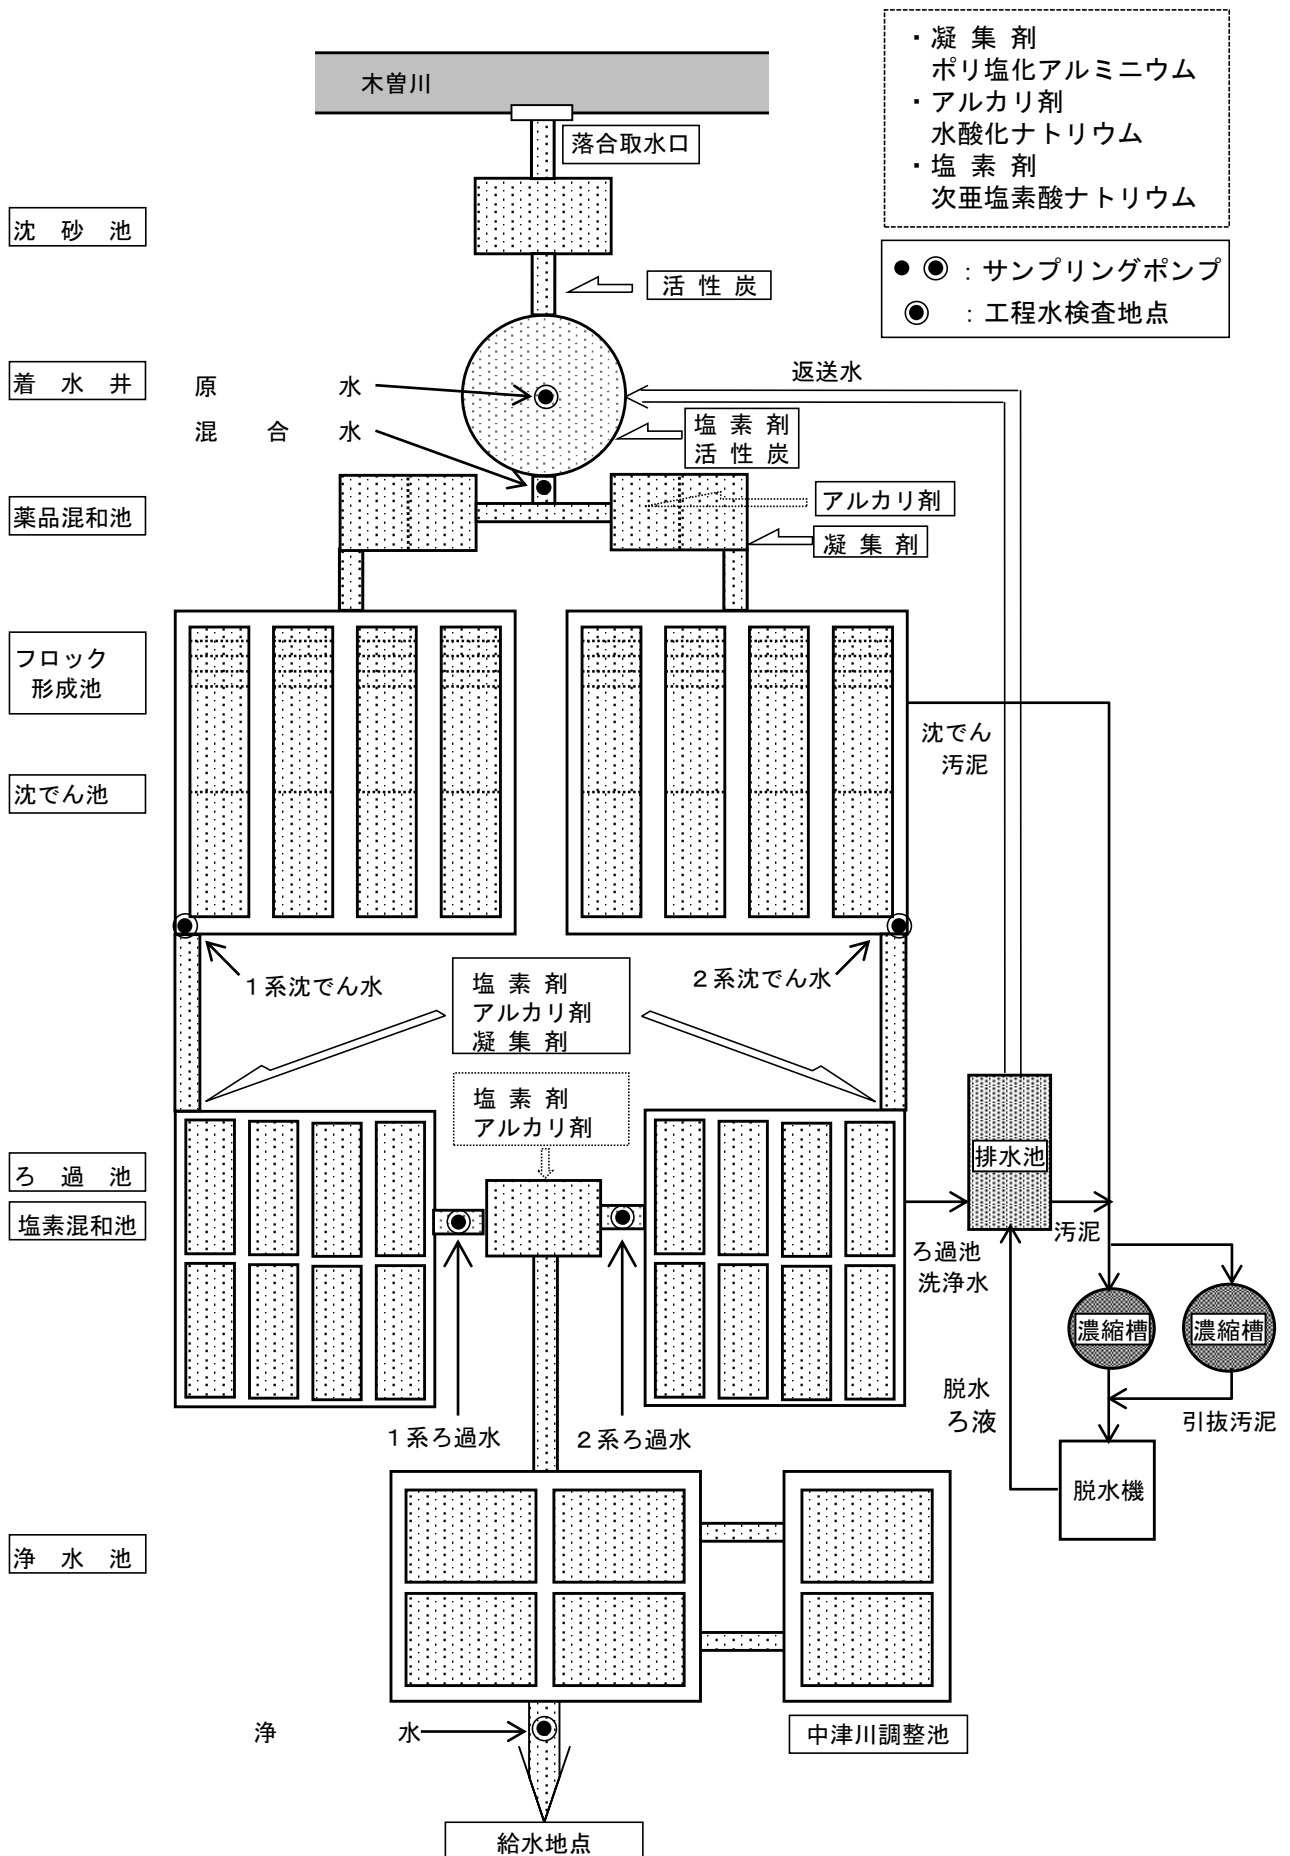 ・凝 集 剤
ポリ塩化アルミニウム
・アルカリ剤
水酸化ナトリウム
・塩 素 剤
次亜塩素酸ナトリウム
木曽川
落合取水口
沈 砂 池
● ◉ : サンプリングポンプ
◉ : 工程水検査地点
活 性 炭
着 水 井
原 水
混 合 水
返送水
塩 素 剤
活 性 炭
薬品混和池
アルカリ剤
凝 集 剤
フロック
形成池
沈でん
汚泥
沈でん池
1系沈でん水
2系沈でん水
塩 素 剤
アルカリ剤
凝 集 剤
塩 素 剤
アルカリ剤
ろ 過 池
塩素混和池
排水池
汚泥
ろ過池
洗浄水
濃縮槽
濃縮槽
脱水
ろ液
引抜汚泥
1系ろ過水
2系ろ過水
脱水機
浄 水 池
浄 水
中津川調整池
給水地点